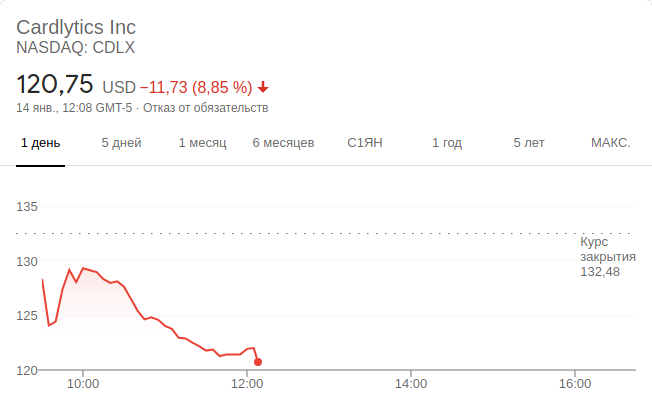 Cardlytics Inc
NASDAQ: CDLX
120,75 USD −11,73 (8,85 %)
14 янв., 12:08 GMT-5 · Отказ от обязательств
1 день 5 дней 1 месяц 6 месяцев С1ЯН 1 год 5 лет МАКС.
135
Курс
закрытия
132,48
130
125
120
10:00 12:00 14:00 16:00